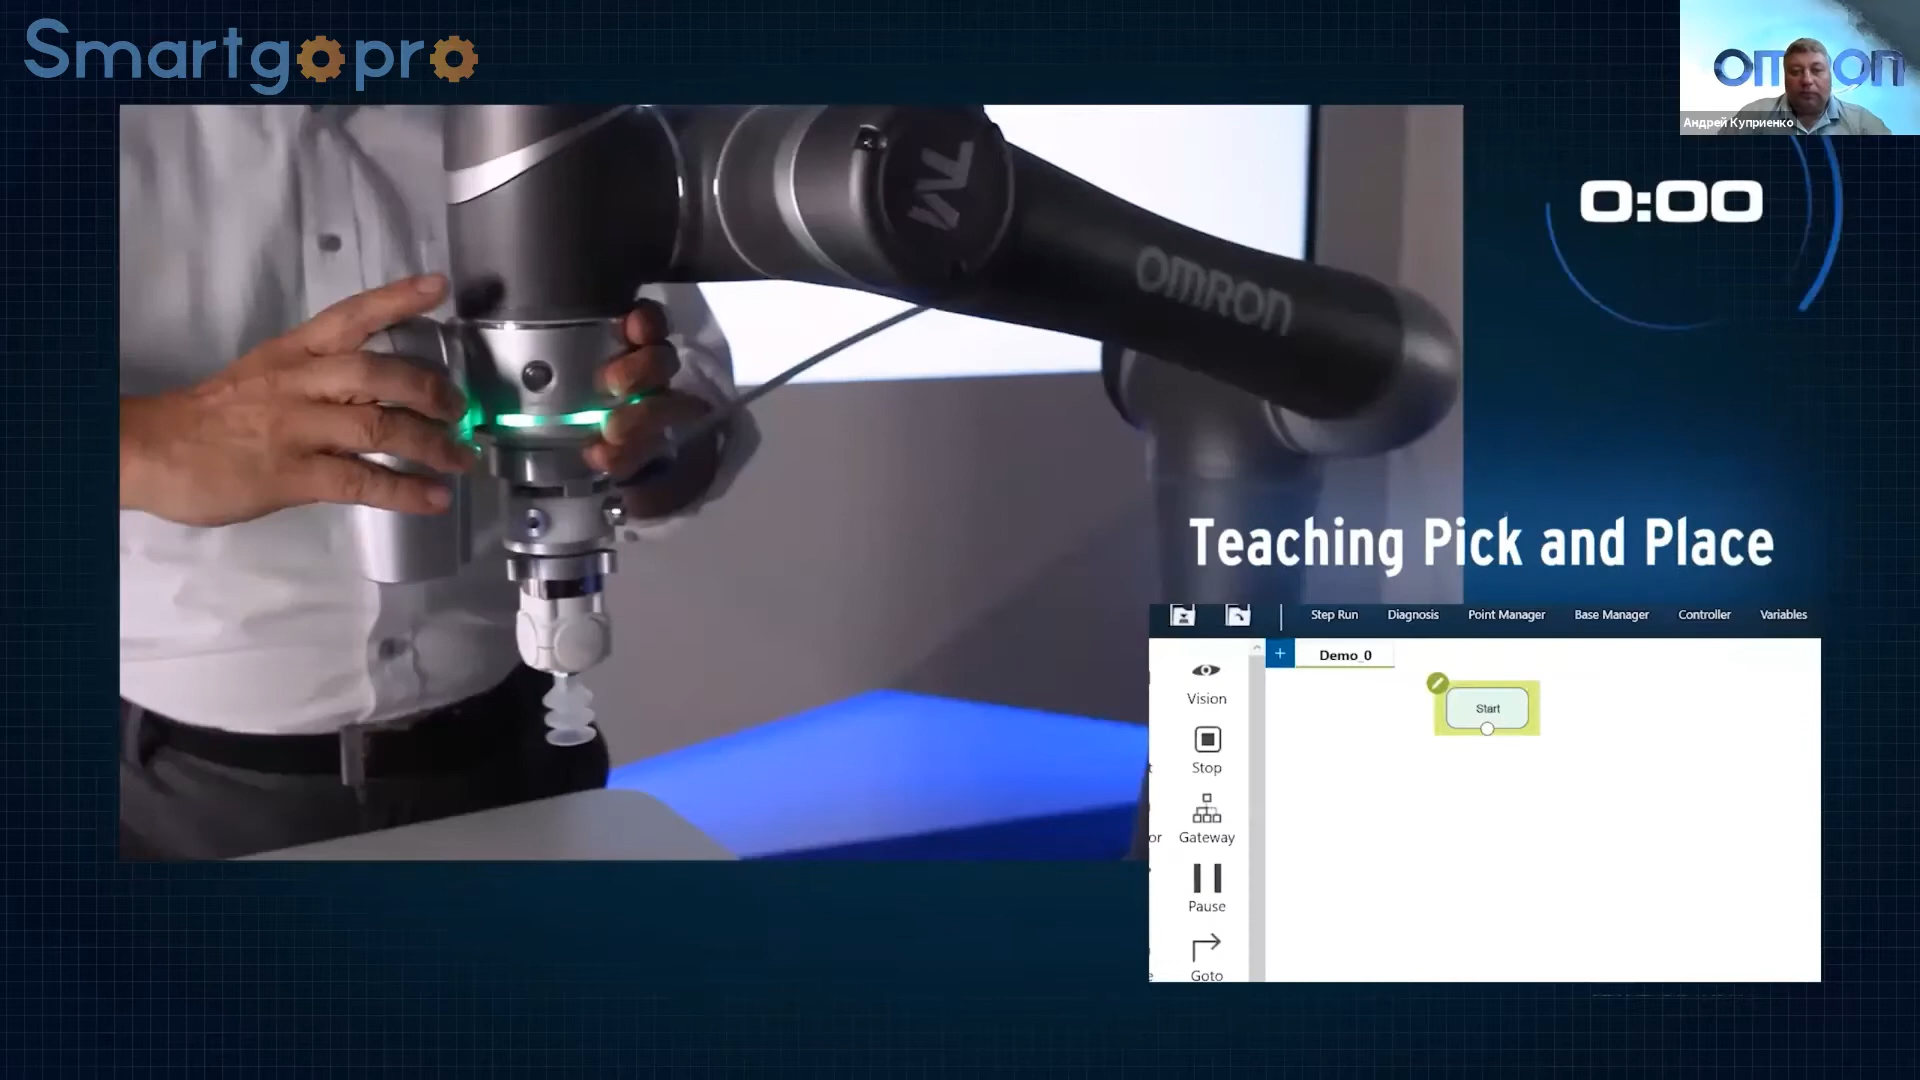 Smartgopro
omron
Андрей Куприенко
0:00
TM
OMRON
Teaching Pick and Place
Step Run
Diagnosis
Point Manager
Base Manager
Controller
Variables
+
Demo_0
Vision
Start
Stop
Gateway
Pause
Goto